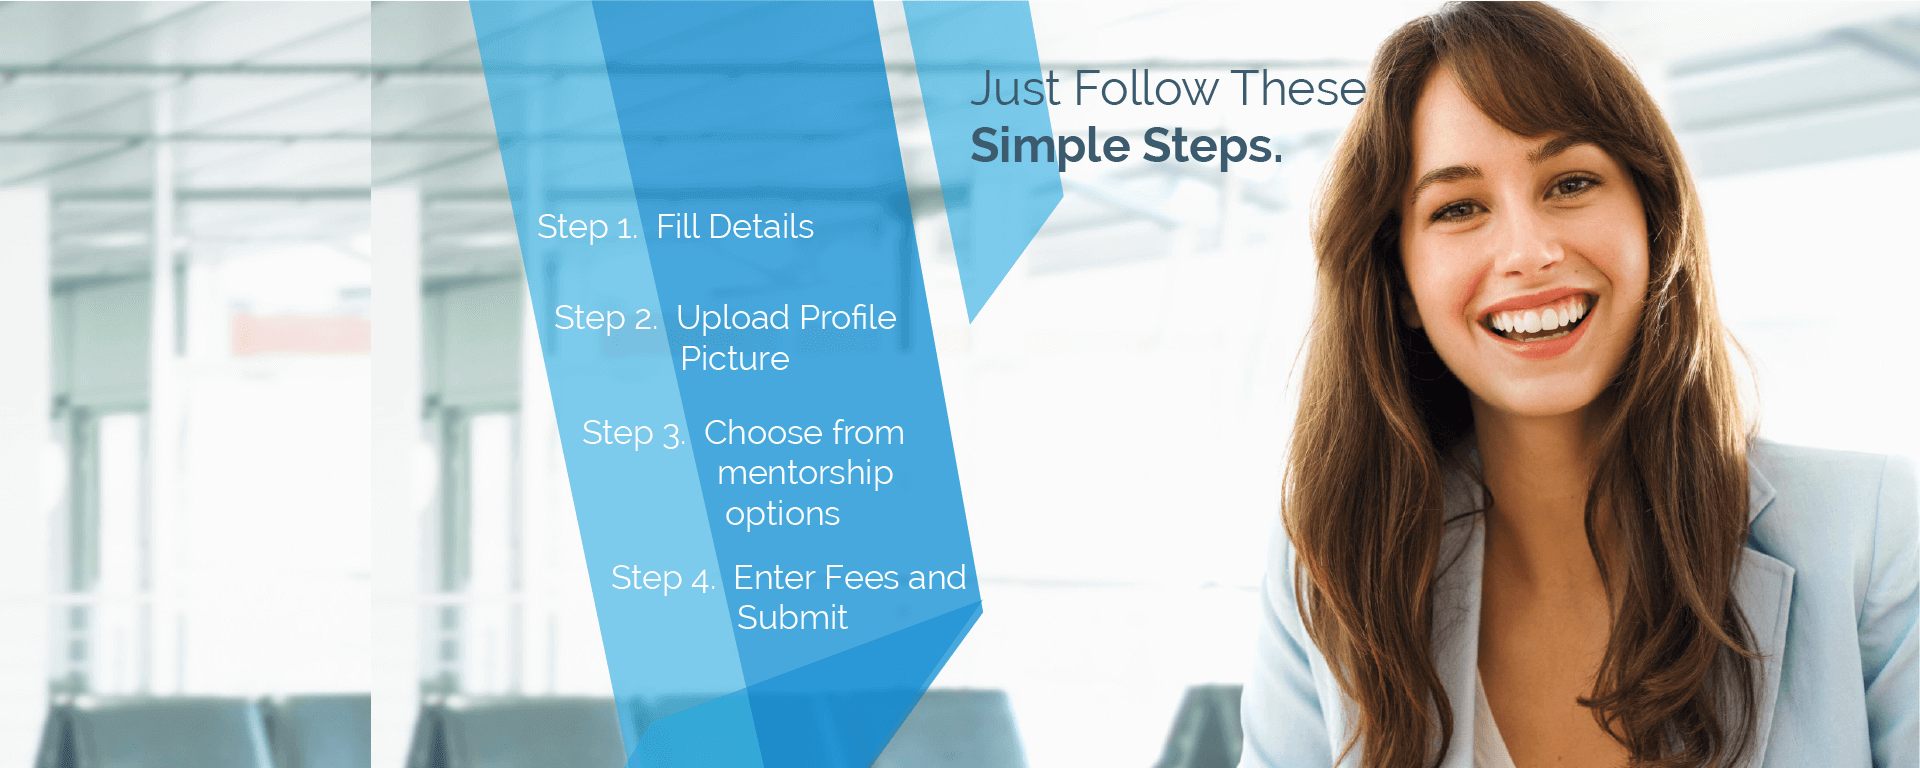 Just Follow These
Simple Steps.
Step 1. Fill Details
Step 2. Upload Profile
Picture
Step 3. Choose from
mentorship
options
Step 4. Enter Fees and
Submit